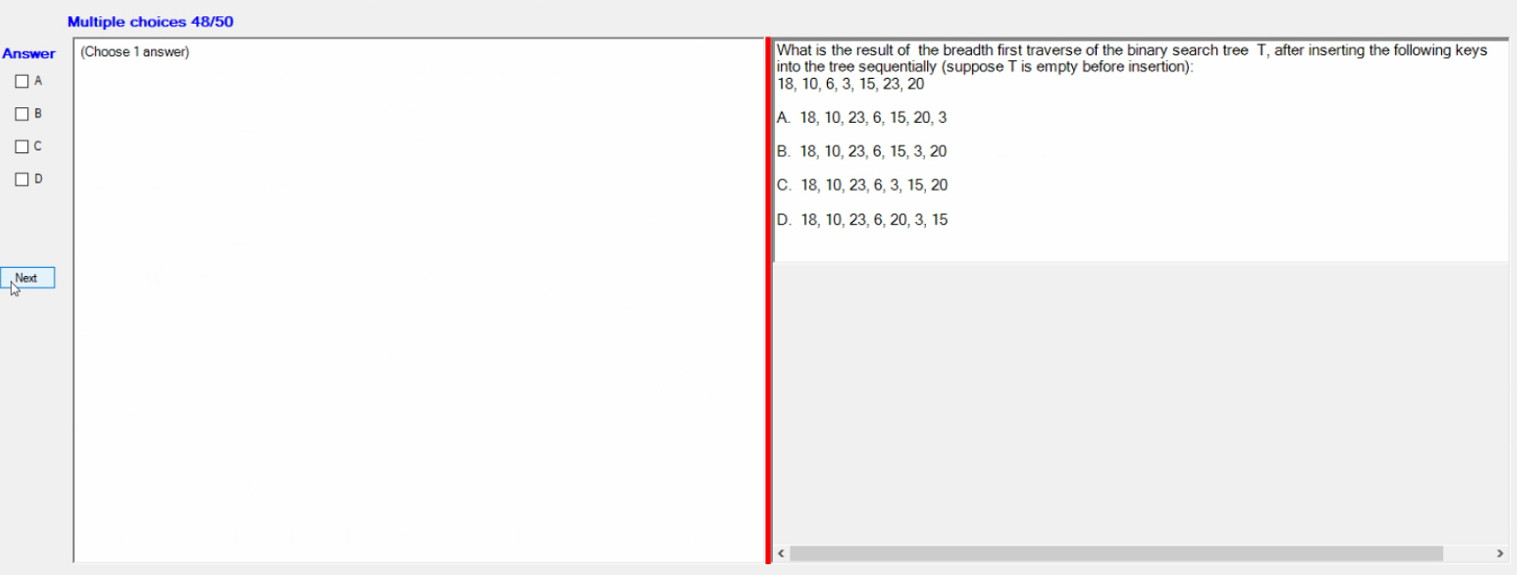 Multiple choices 48/50
Answer
(Choose 1 answer)
A
B
C
D
Next
What is the result of  the breadth first traverse of the binary search tree  T, after inserting the following keys
into the tree sequentially (suppose T is empty before insertion):
18, 10, 6, 3, 15, 23, 20
A.  18, 10, 23, 6, 15, 20, 3
B.  18, 10, 23, 6, 15, 3, 20
C.  18, 10, 23, 6, 3, 15, 20
D.  18, 10, 23, 6, 20, 3, 15